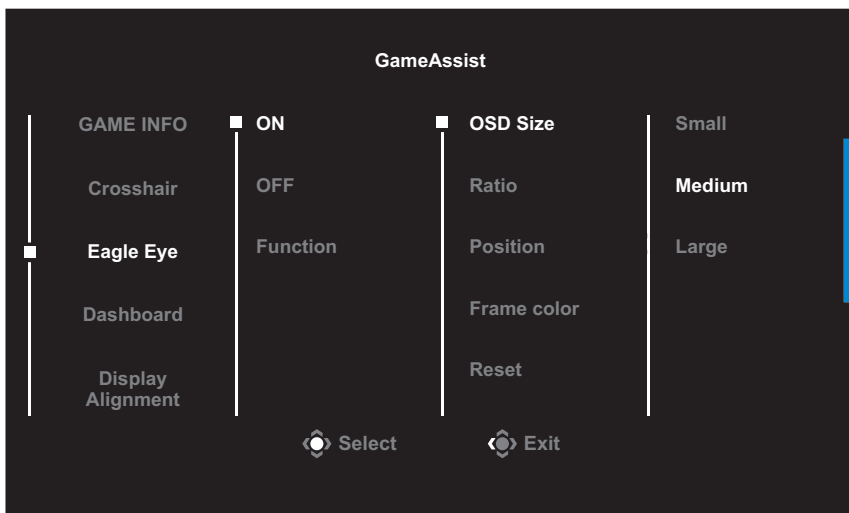 GameAssist
GAME INFO
Crosshair
Eagle Eye
Dashboard
Display
Alignment
ON
OFF
Function
OSD Size
Ratio
Position
Frame color
Reset
Small
Medium
Large
Select
Exit